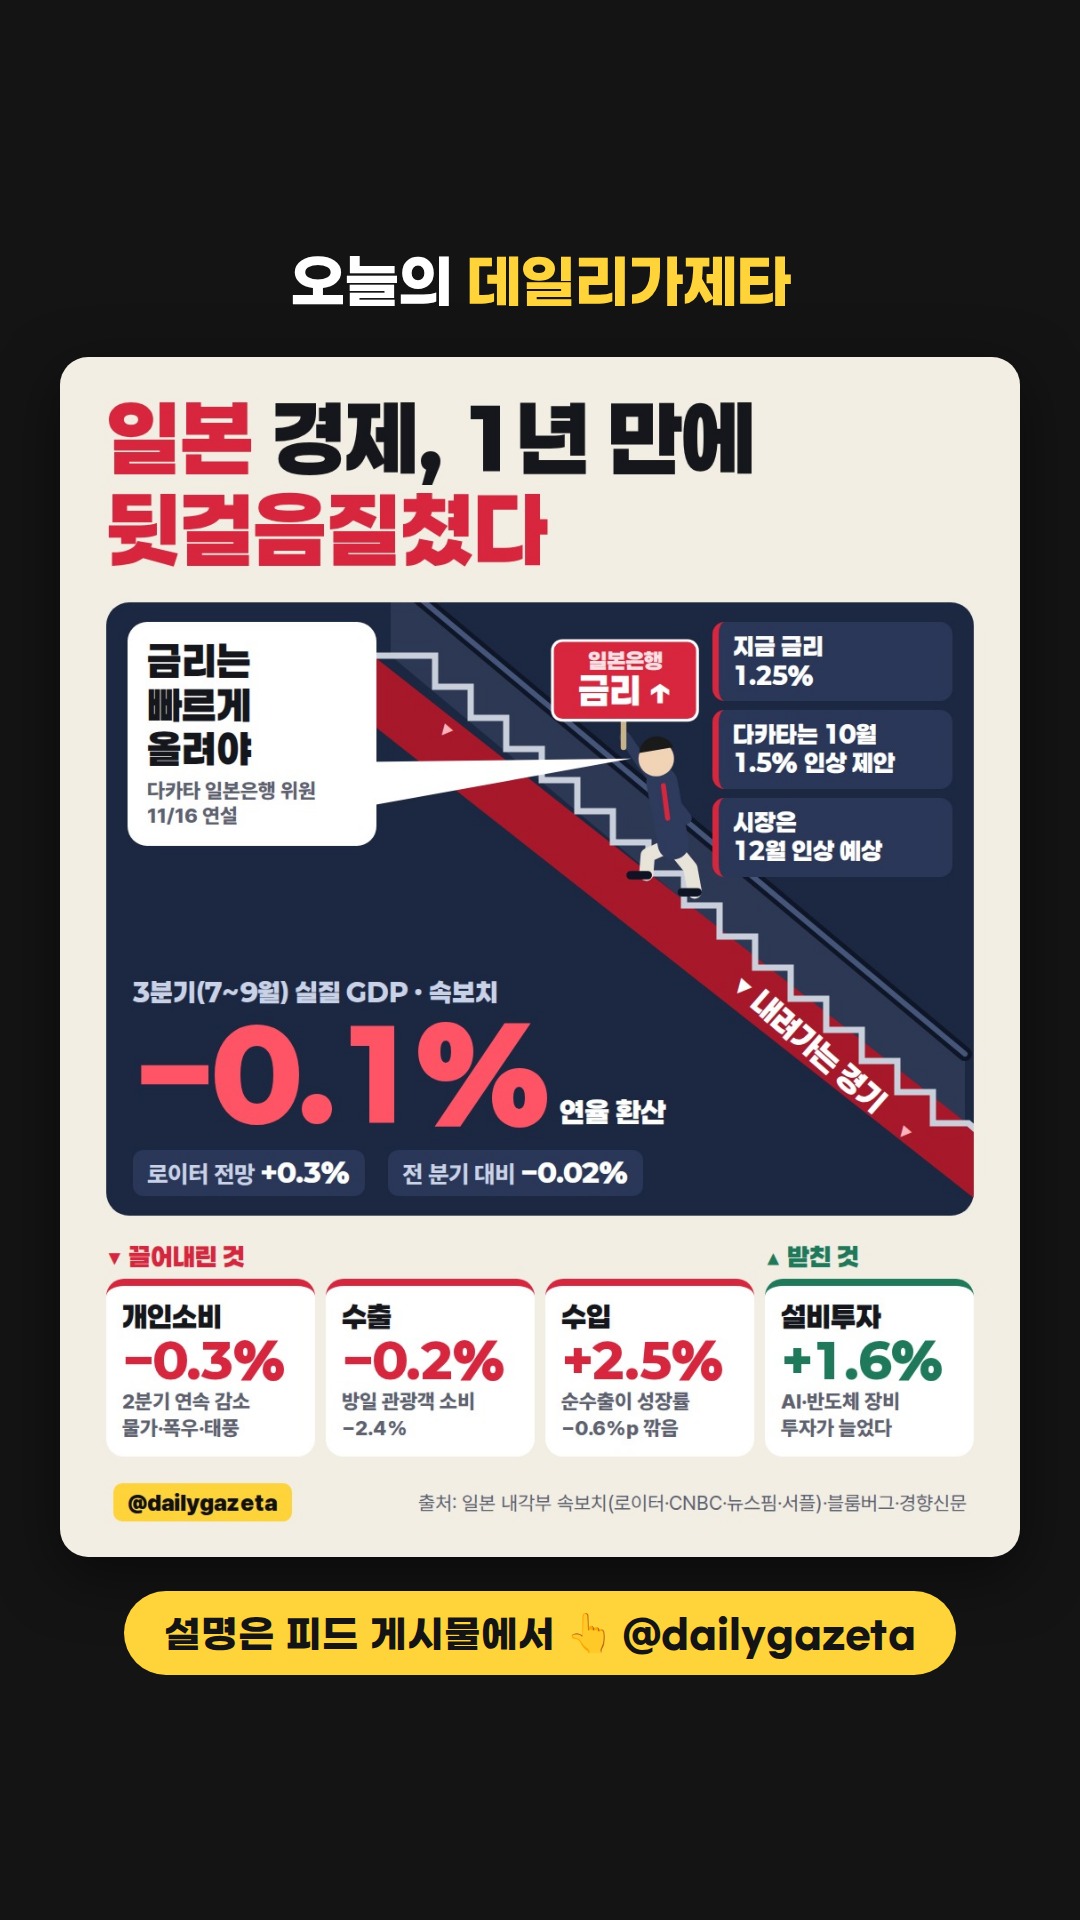 오늘의 데일리가제타
일본 경제, 1년 만에
뒷걸음질쳤다
금리는
빠르게
올려야
다카타 일본은행 위원
11/16 연설
일본은행
금리 ↑
지금 금리
1.25%
다카타는 10월
1.5% 인상 제안
시장은
12월 인상 예상
▼ 내려가는 경기
3분기(7~9월) 실질 GDP · 속보치
−0.1% 연율 환산
로이터 전망 +0.3%
전 분기 대비 −0.02%
▼ 끌어내린 것
개인소비
−0.3%
2분기 연속 감소
물가·폭우·태풍
수출
−0.2%
방일 관광객 소비
−2.4%
수입
+2.5%
순수출이 성장률
−0.6%p 깎음
▲ 받친 것
설비투자
+1.6%
AI·반도체 장비
투자가 늘었다
@dailygazeta
출처: 일본 내각부 속보치(로이터·CNBC·뉴스핌·서플)·블룸버그·경향신문
설명은 피드 게시물에서 👆 @dailygazeta